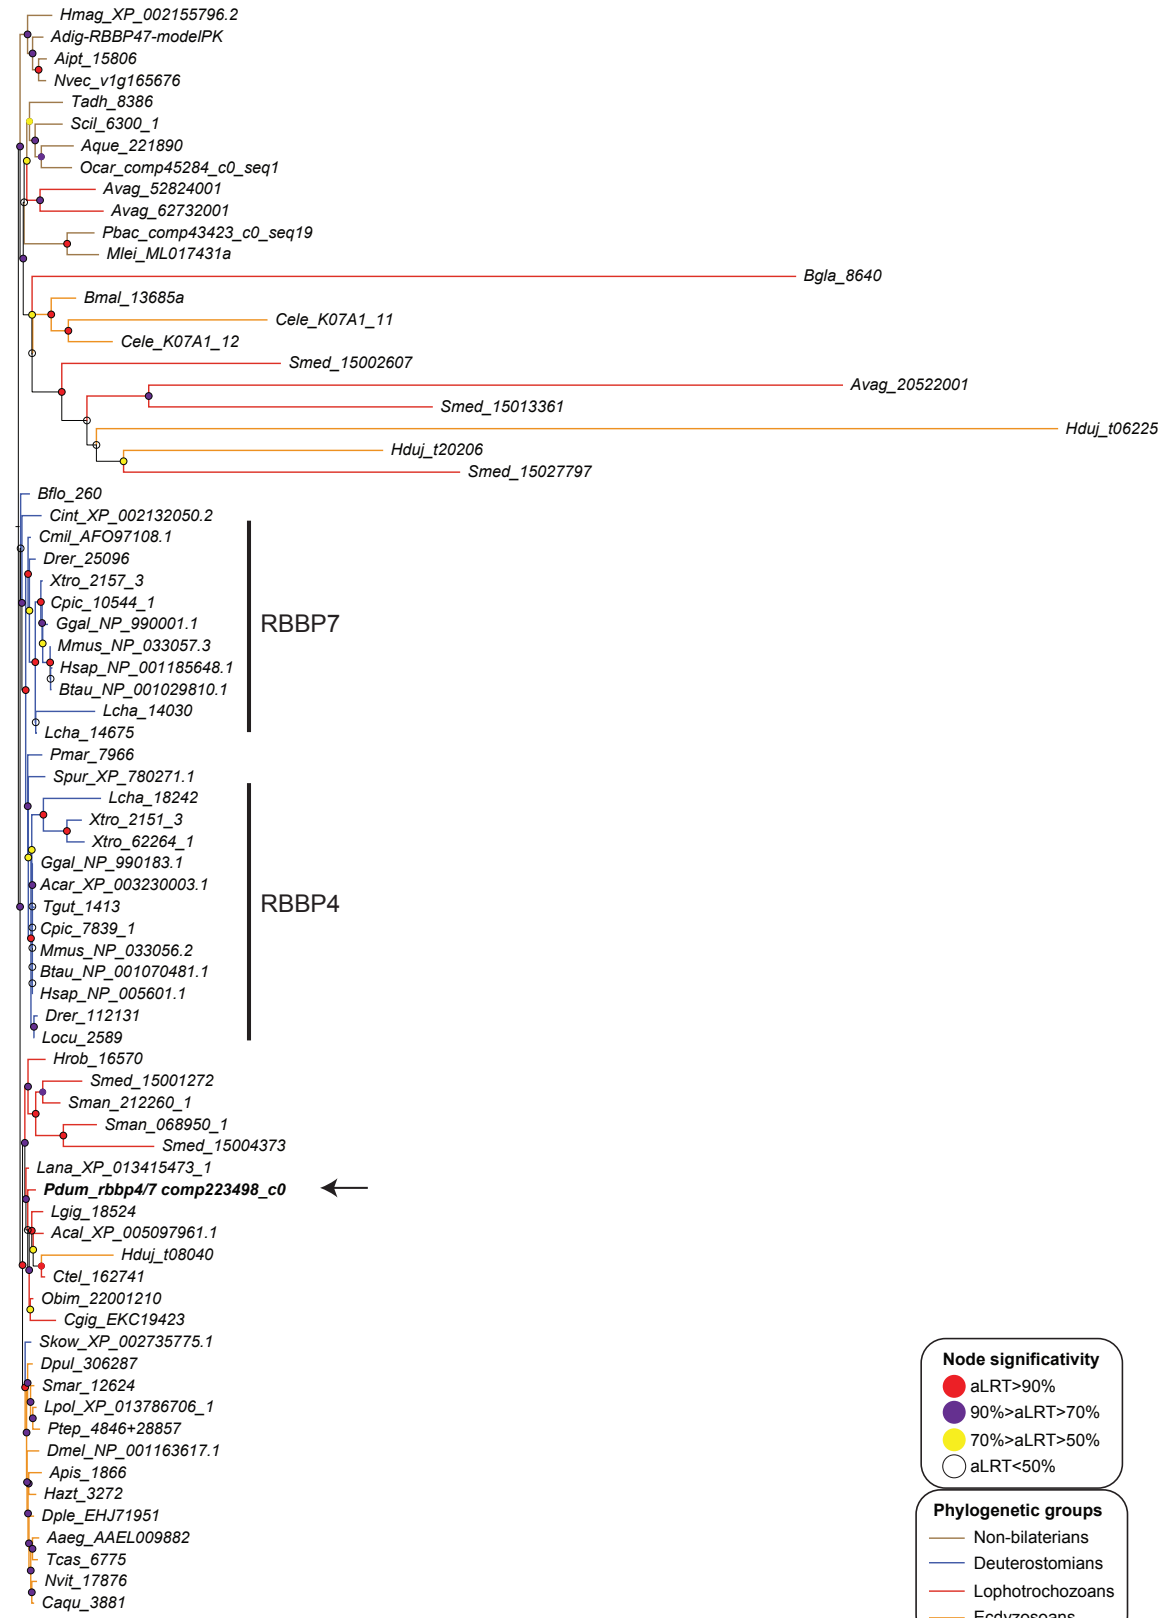 Hmag_XP_002155796.2
Adig-RBBP47-modelPK
Aipt_15806
Nvec_v1g165676
Tadh_8386
Scil_6300_1
Aque_221890
Ocar_comp45284_c0_seq1
Avag_52824001
Avag_62732001
Pbac_comp43423_c0_seq19
Mlei_ML017431a
Bgla_8640
Bmal_13685a
Cele_K07A1_11
Cele_K07A1_12
Smed_15002607
Avag_20522001
Smed_15013361
Hduj_t06225
Hduj_t20206
Smed_15027797
Bflo_260
Cint_XP_002132050.2
Cmil_AFO97108.1
Drer_25096
Xtro_2157_3
Cpic_10544_1
Ggal_NP_990001.1
RBBP7
Mmus_NP_033057.3
Hsap_NP_001185648.1
Btau_NP_001029810.1
Lcha_14030
Lcha_14675
Pmar_7966
Spur_XP_780271.1
Lcha_18242
Xtro_2151_3
Xtro_62264_1
Ggal_NP_990183.1
Acar_XP_003230003.1
Tgut_1413
RBBP4
Cpic_7839_1
Mmus_NP_033056.2
Btau_NP_001070481.1
Hsap_NP_005601.1
Drer_112131
Locu_2589
Hrob_16570
Smed_15001272
Sman_212260_1
Sman_068950_1
Smed_15004373
Lana_XP_013415473_1
Pdum_rbbp4/7 comp223498_c0
Lgig_18524
Acal_XP_005097961.1
Hduj_t08040
Ctel_162741
Obim_22001210
Cgig_EKC19423
Skow_XP_002735775.1
Dpul_306287
Smar_12624
Lpol_XP_013786706_1
Ptep_4846+28857
Dmel_NP_001163617.1
Apis_1866
Hazt_3272
Dple_EHJ71951
Aaeg_AAEL009882
Tcas_6775
Nvit_17876
Caqu_3881
Node significativity
aLRT>90%
90%>aLRT>70%
70%>aLRT>50%
aLRT<50%
Phylogenetic groups
Non-bilaterians
Deuterostomians
Lophotrochozoans